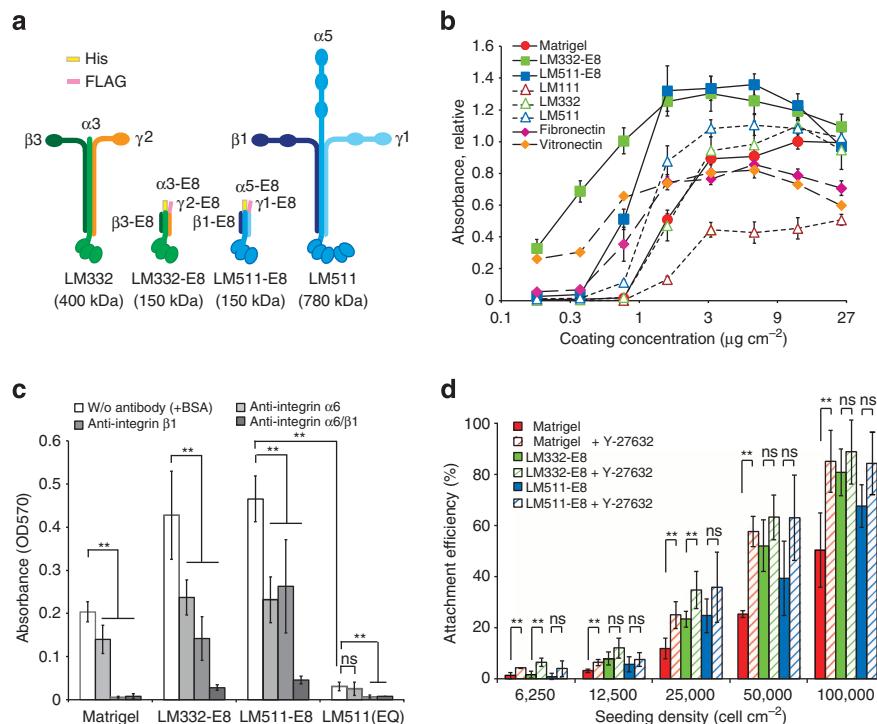 a
His
FLAG
α5
α3
β3
γ2
β1
γ1
α3-E8
γ2-E8
β3-E8
α5-E8
γ1-E8
β1-E8
LM332 LM332-E8 LM511-E8 LM511
(400 kDa) (150 kDa) (150 kDa) (780 kDa)
b
Matrigel
LM332-E8
LM511-E8
LM111
LM332
LM511
Fibronectin
Vitronectin
Absorbance, relative
1.6
1.4
1.2
1.0
0.8
0.6
0.4
0.2
0
0.1 0.3 1 3 9 27
Coating concentration (μg cm−2)
c
W/o antibody (+BSA)
Anti-integrin β1
Anti-integrin α6
Anti-integrin α6/β1
Absorbance (OD570)
0.6
0.5
0.4
0.3
0.2
0.1
0
** ** ** ** ** ns
Matrigel LM332-E8 LM511-E8 LM511(EQ)
d
Matrigel
Matrigel + Y-27632
LM332-E8
LM332-E8 + Y-27632
LM511-E8
LM511-E8 + Y-27632
Attachment efficiency (%)
100
80
60
40
20
0
** ** ns
** ns ns
** ** ns
** ns ns
** ns ns
6,250 12,500 25,000 50,000 100,000
Seeding density (cell cm−2)